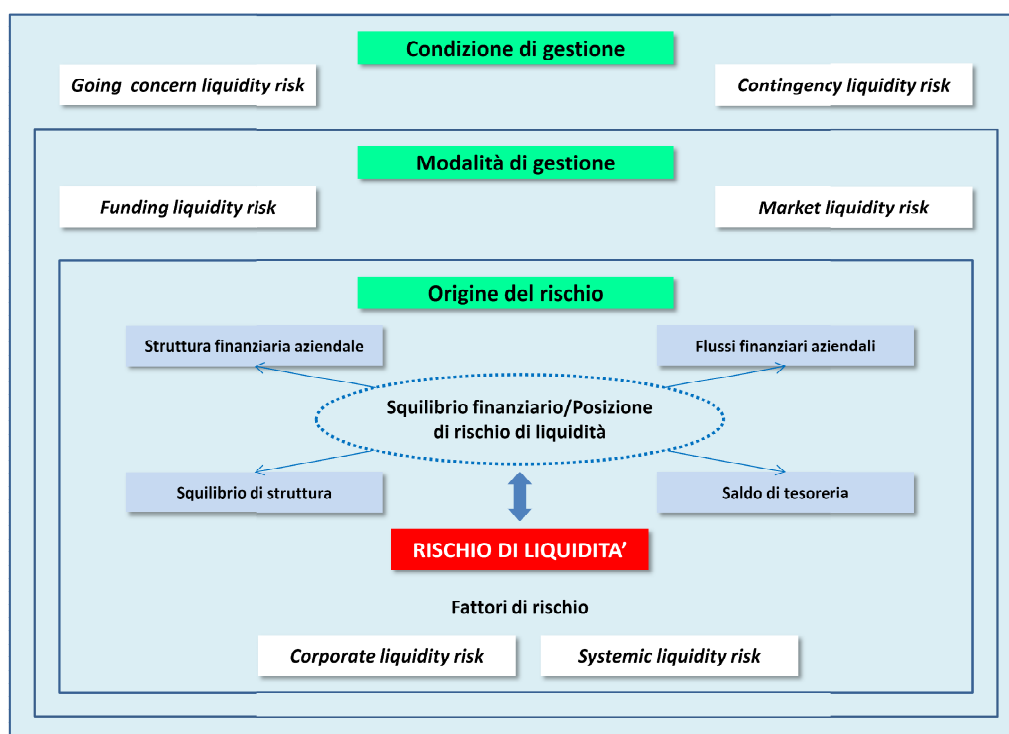 Condizione di gestione
Going concern liquidity risk
Contingency liquidity risk
Modalità di gestione
Funding liquidity risk
Market liquidity risk
Origine del rischio
Struttura finanziaria aziendale
Flussi finanziari aziendali
Squilibrio finanziario/Posizione
di rischio di liquidità
Squilibrio di struttura
Saldo di tesoreria
RISCHIO DI LIQUIDITA’
Fattori di rischio
Corporate liquidity risk
Systemic liquidity risk